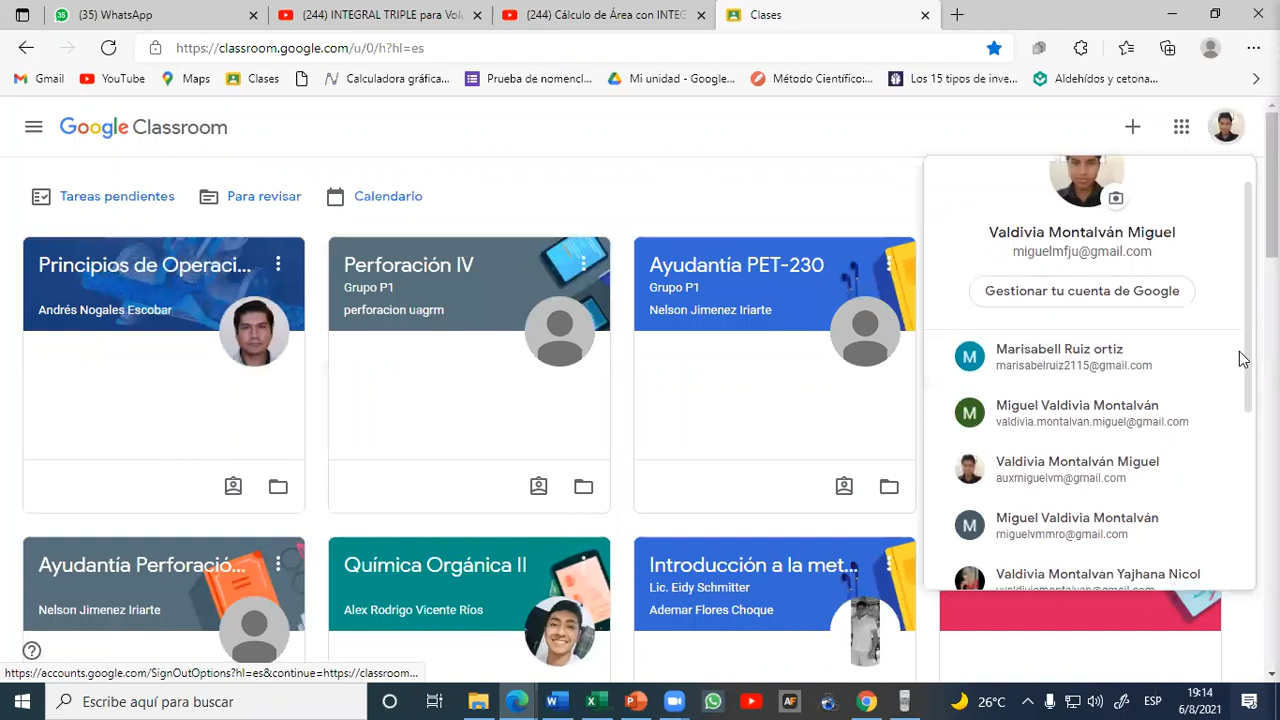 (35) WhatsApp
(244) INTEGRAL TRIPLE para Vol
(244) Cálculo de Área con INTEG
Clases
https://classroom.google.com/u/0/h?hl=es
Gmail
YouTube
Maps
Clases
Calculadora gráfica...
Prueba de nomencl...
Mi unidad - Google...
Método Científico:...
Los 15 tipos de inve...
Aldehídos y cetona...
Google Classroom
Tareas pendientes
Para revisar
Calendario
Principios de Operaci...
Andrés Nogales Escobar
Perforación IV
Grupo P1
perforacion uagrm
Ayudantía PET-230
Grupo P1
Nelson Jimenez Iriarte
Valdivia Montalván Miguel
miguelmfju@gmail.com
Gestionar tu cuenta de Google
M
Marisabell Ruiz ortiz
marisabelruiz2115@gmail.com
M
Miguel Valdivia Montalván
valdivia.montalvan.miguel@gmail.com
Valdivia Montalván Miguel
auxmiguelvm@gmail.com
M
Miguel Valdivia Montalván
miguelvmmro@gmail.com
Valdivia Montalvan Yajhana Nicol
Ayudantía Perforació...
Nelson Jimenez Iriarte
Química Orgánica II
Alex Rodrigo Vicente Ríos
Introducción a la met...
Lic. Eidy Schmitter
Ademar Flores Choque
https://accounts.google.com/SignOutOptions?hl=es&continue=https://classroom...
Escribe aquí para buscar
26°C
ESP
19:14
6/8/2021